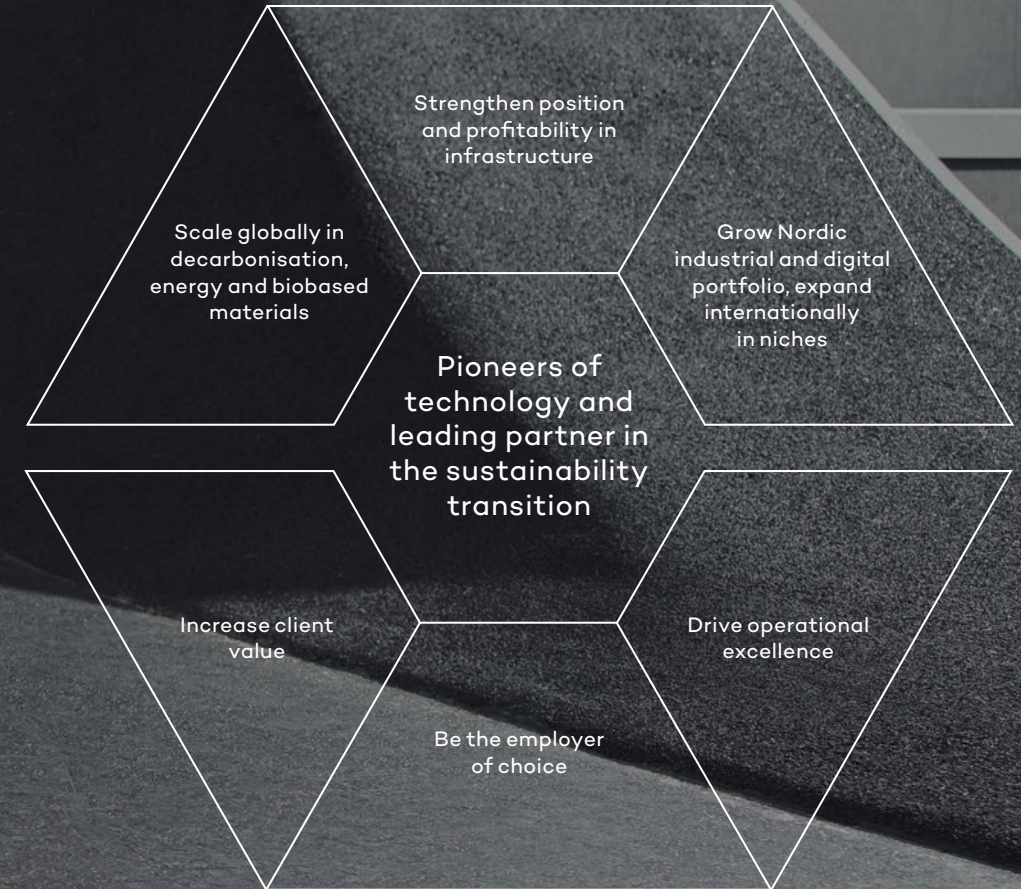 Strengthen position
and profitability in
infrastructure
Scale globally in
decarbonisation,
energy and biobased
materials
Grow Nordic
industrial and digital
portfolio, expand
internationally
in niches
Pioneers of
technology and
leading partner in
the sustainability
transition
Increase client
value
Drive operational
excellence
Be the employer
of choice